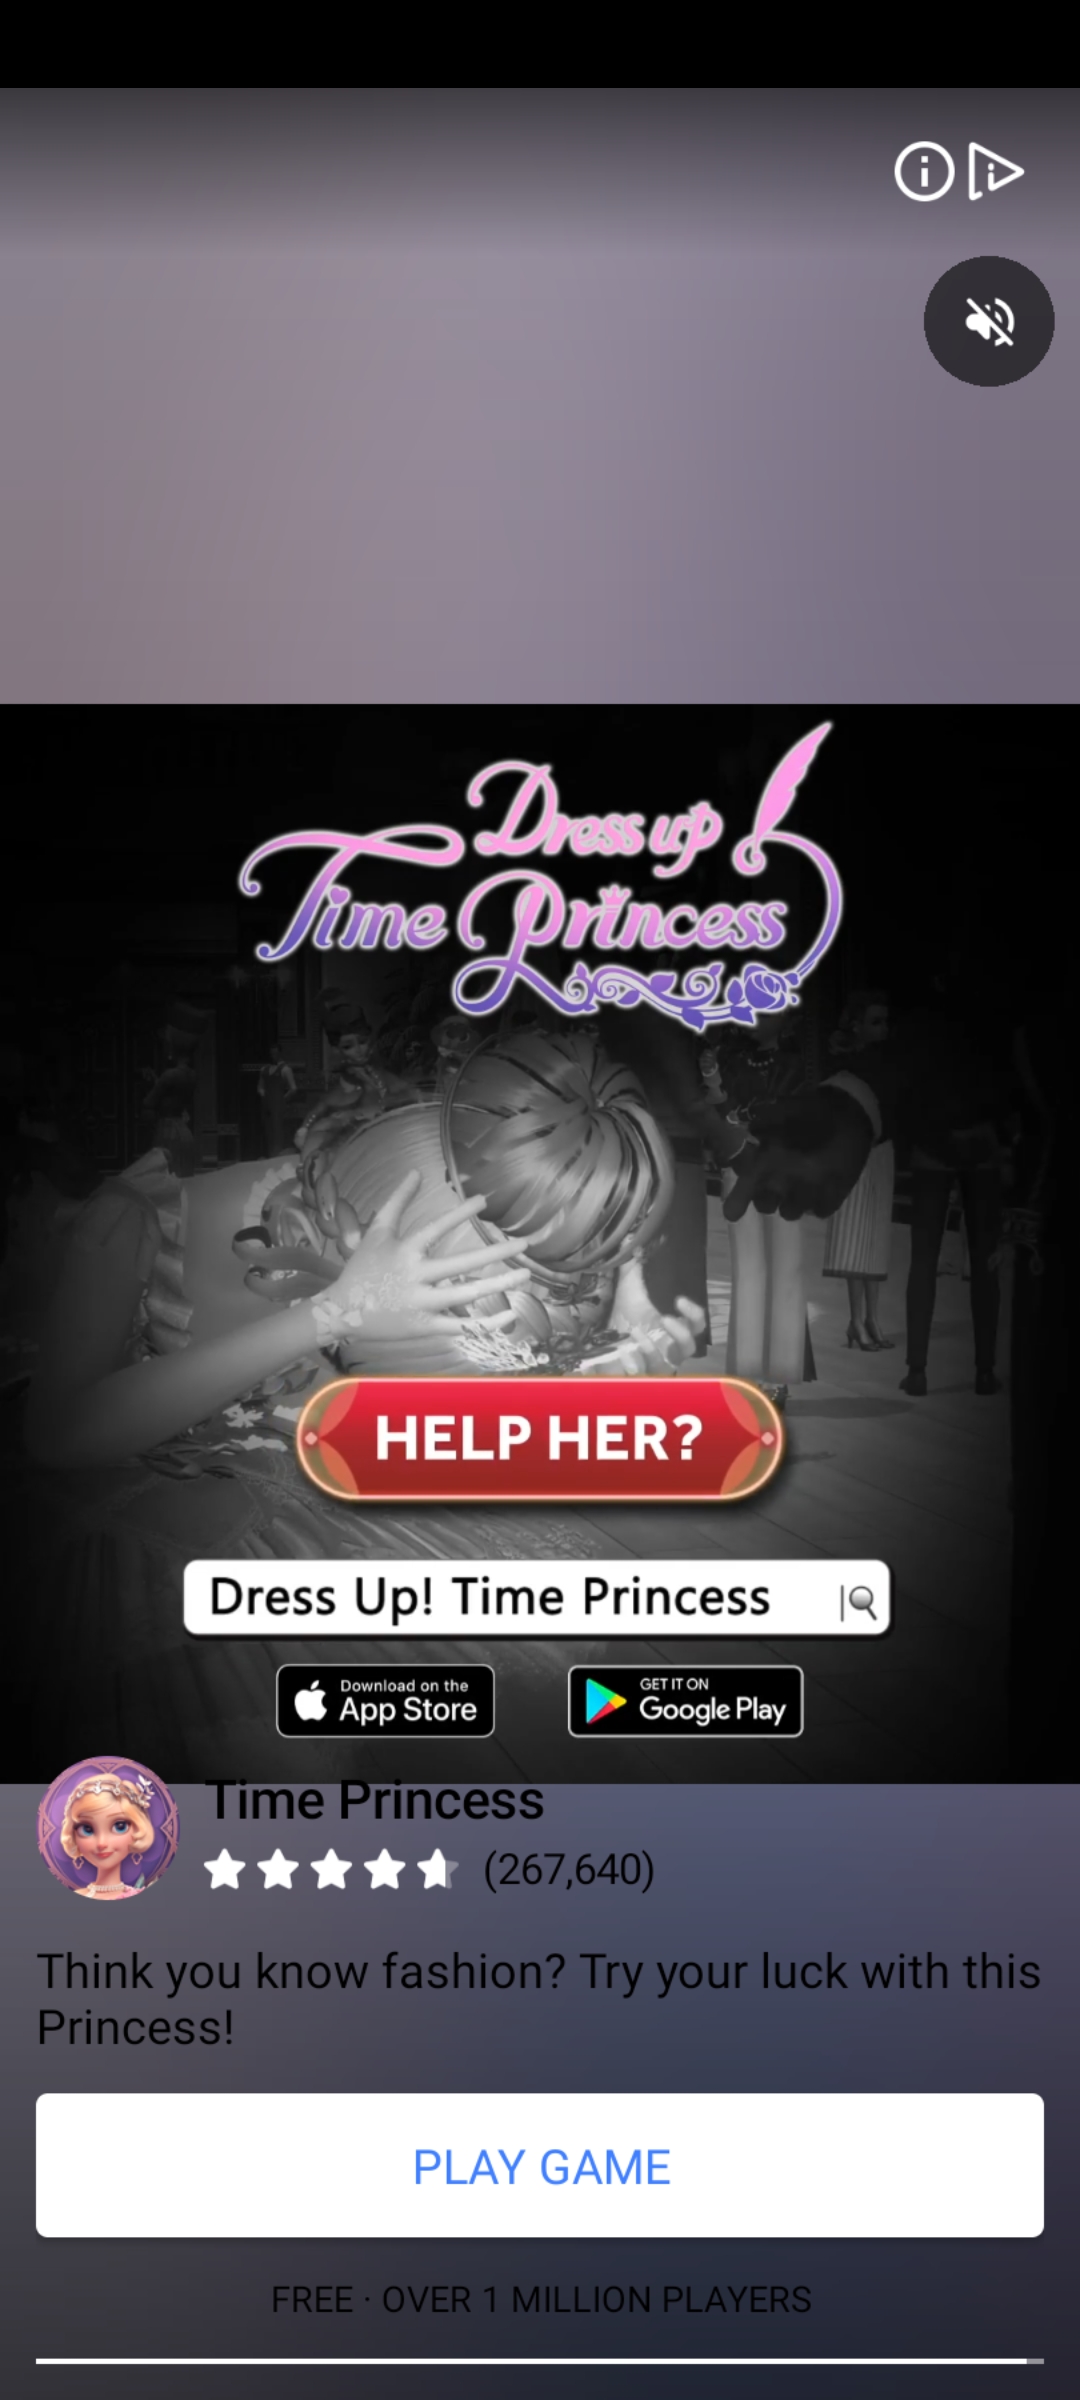 Dress up!
Time Princess
HELP HER?
Dress Up! Time Princess
Download on the
App Store
GET IT ON
Google Play
Time Princess
(267,640)
Think you know fashion? Try your luck with this
Princess!
PLAY GAME
FREE · OVER 1 MILLION PLAYERS